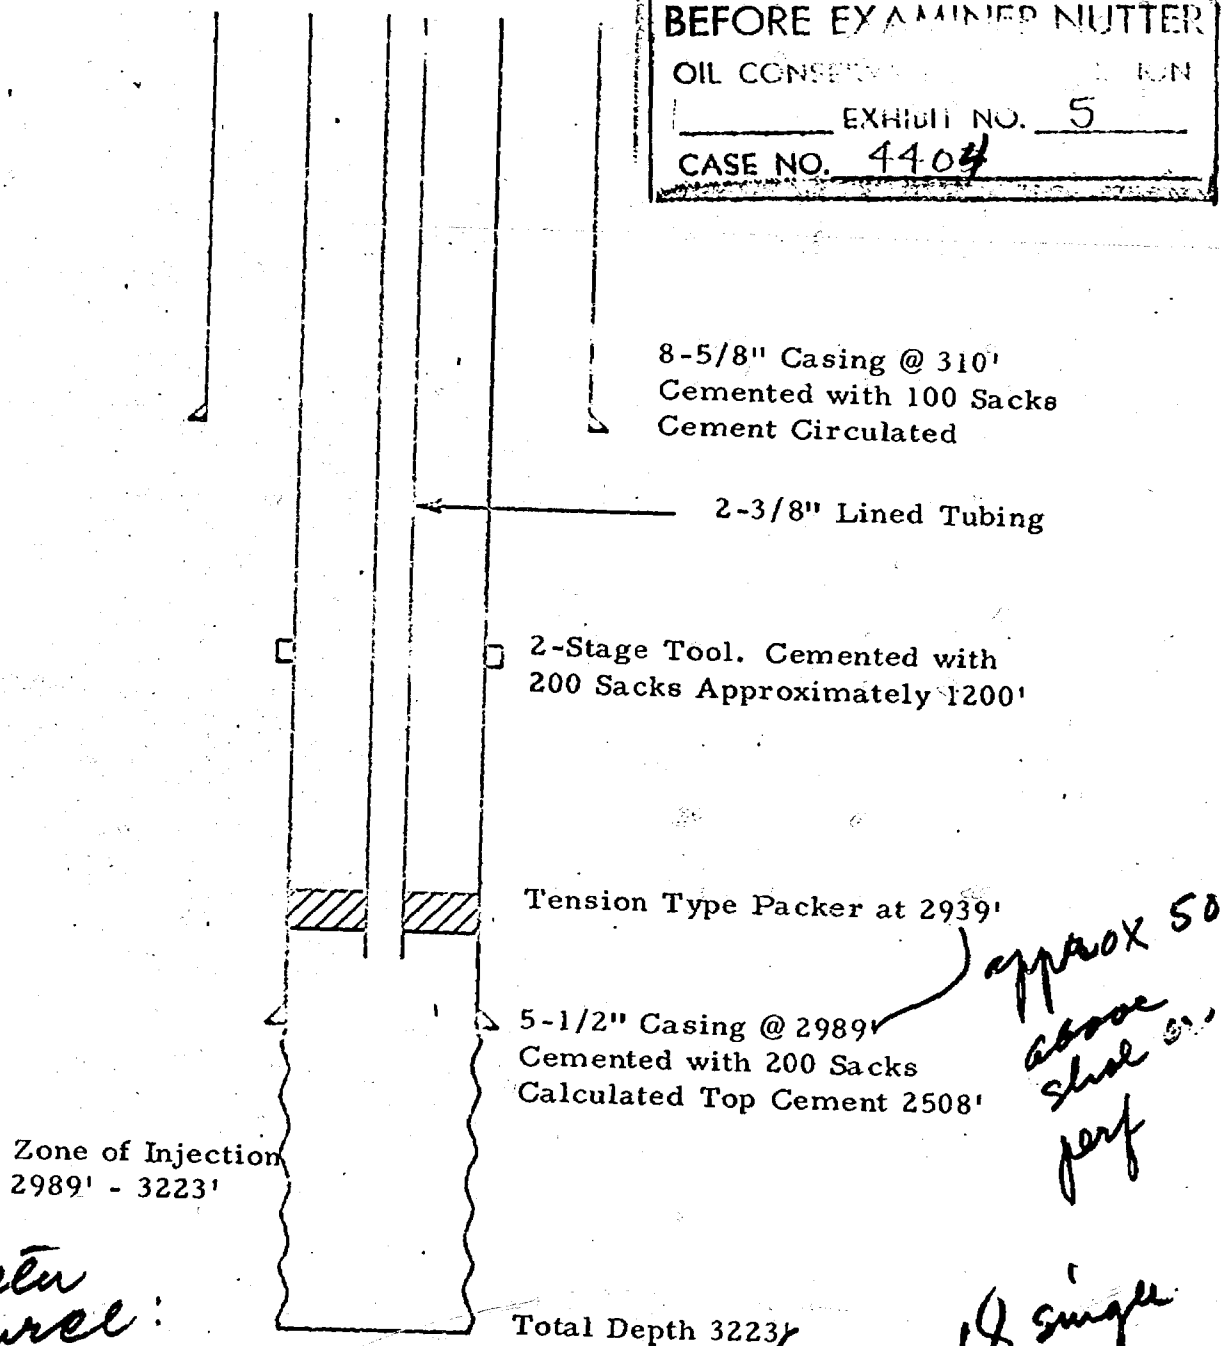 BEFORE EXAMINER NUTTER
OIL
EXHIBIT NO. 5
CASE NO. 4404
8-5/8" Casing @ 310'
Cemented with 100 Sacks
Cement Circulated
2-3/8" Lined Tubing
2-Stage Tool. Cemented with
200 Sacks Approximately 1200'
Tension Type Packer at 2939'
approx 50
above
shoe or
perf
5-1/2" Casing @ 2989'
Cemented with 200 Sacks
Calculated Top Cement 2508'
Zone of Injection
2989' - 3223'
Total Depth 3223'
single